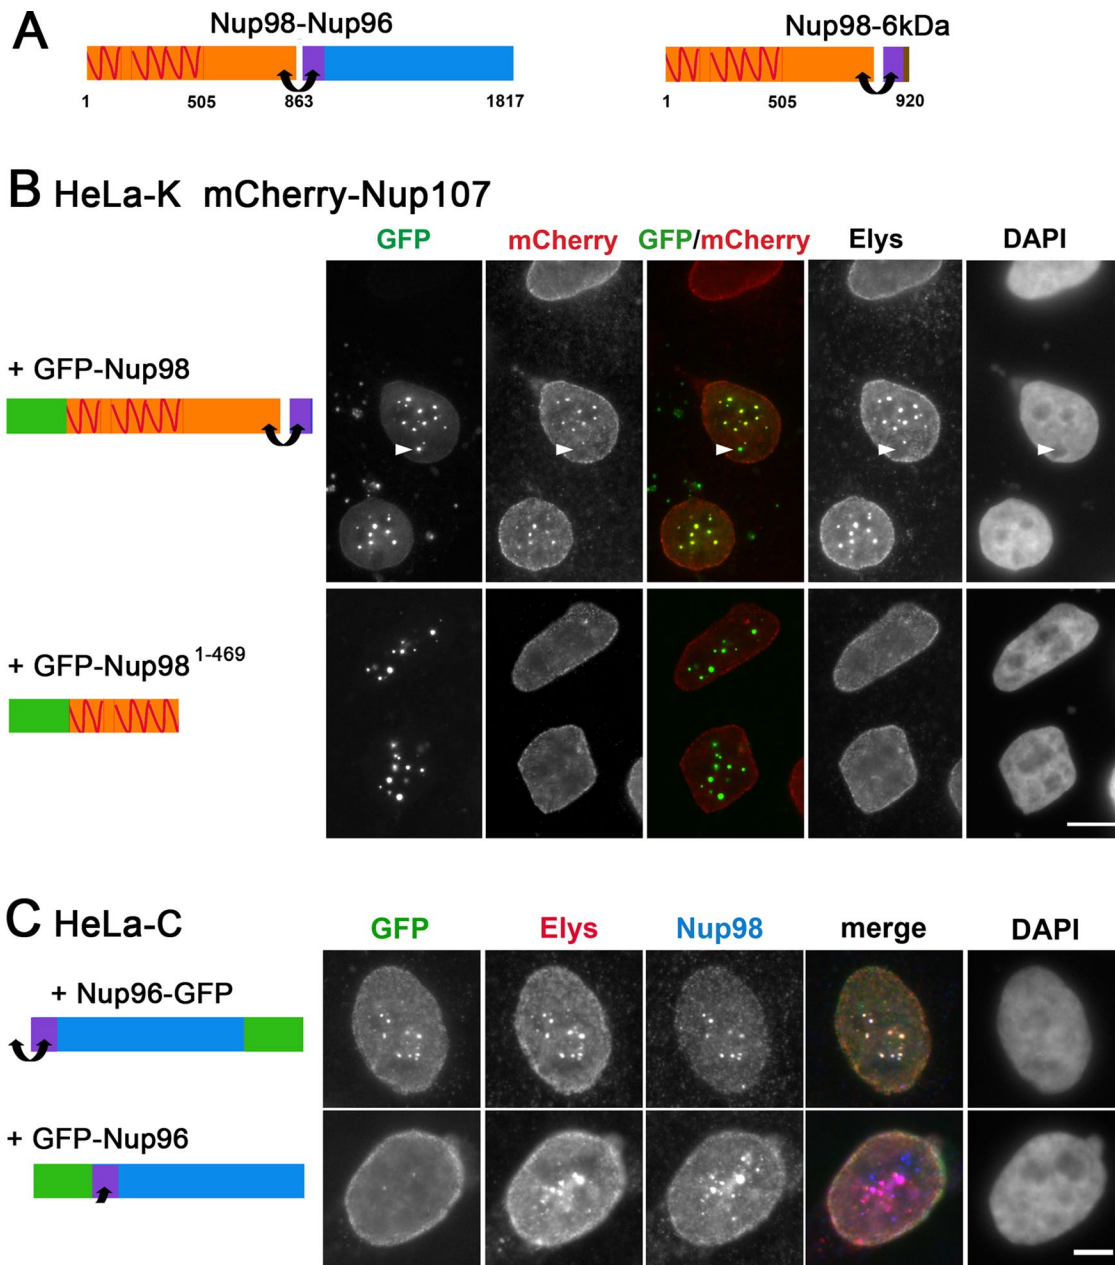 A
Nup98-Nup96
Nup98-6kDa
1 505 863 1817
1 505 920
B HeLa-K mCherry-Nup107
GFP mCherry GFP/mCherry Elys DAPI
+ GFP-Nup98
+ GFP-Nup98 1-469
C HeLa-C
GFP Elys Nup98 merge DAPI
+ Nup96-GFP
+ GFP-Nup96